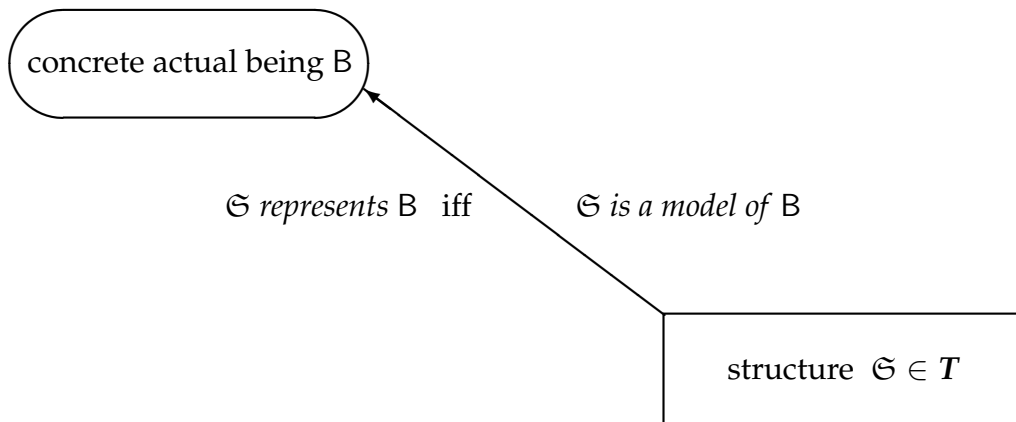 concrete actual being B
𝔖 represents B iff 𝔖 is a model of B
structure 𝔖 ∈ T